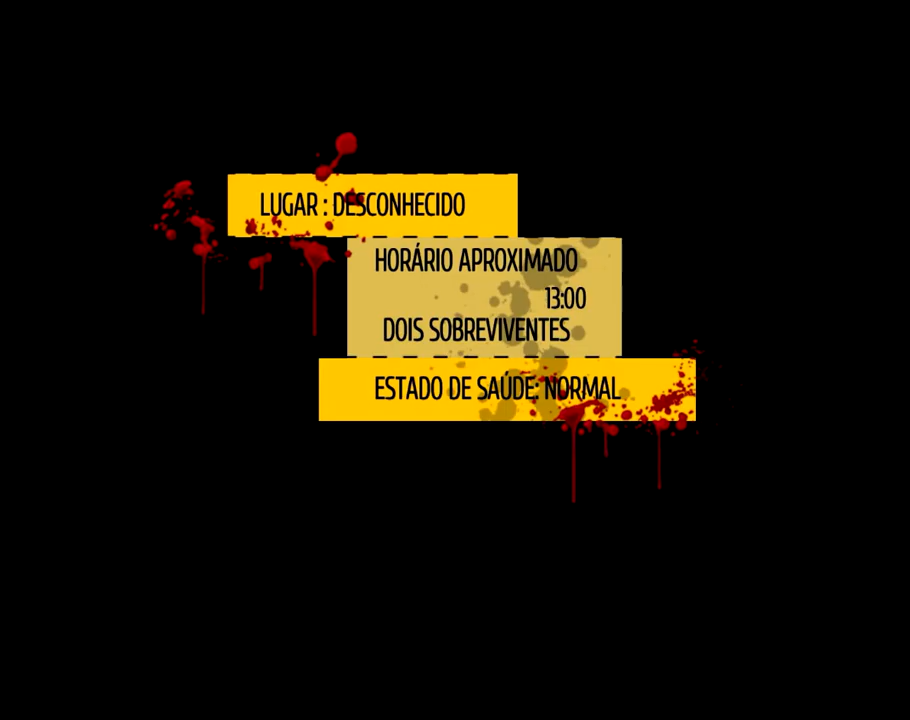 LUGAR : DESCONHECIDO
HORÁRIO APROXIMADO
13:00
DOIS SOBREVIVENTES
ESTADO DE SAÚDE: NORMAL